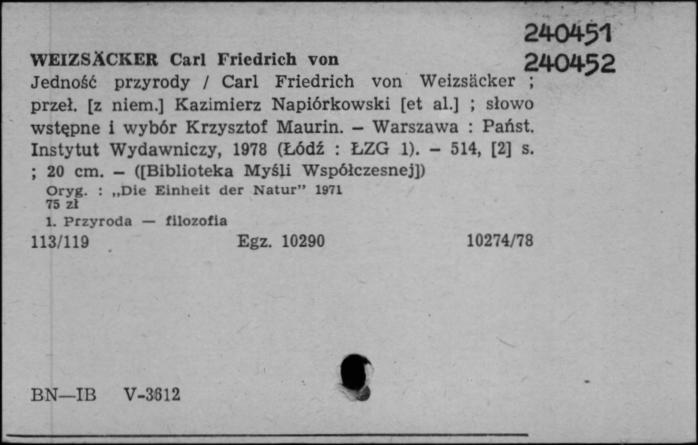 240451
WEIZSÄCKER Carl Friedrich von 240452
Jedność przyrody / Carl Friedrich von Weizsäcker ;
przeł. [z niem.] Kazimierz Napiórkowski [et al.] ; słowo
wstępne i wybór Krzysztof Maurin. — Warszawa : Państ.
Instytut Wydawniczy, 1978 (Łódź : ŁZG 1). — 514, [2] s.
; 20 cm. — ([Biblioteka Myśli Współczesnej])
Oryg. : „Die Einheit der Natur” 1971
75 zł
1. Przyroda — filozofia
113/119 Egz. 10290 10274/78
BN—IB V-3612